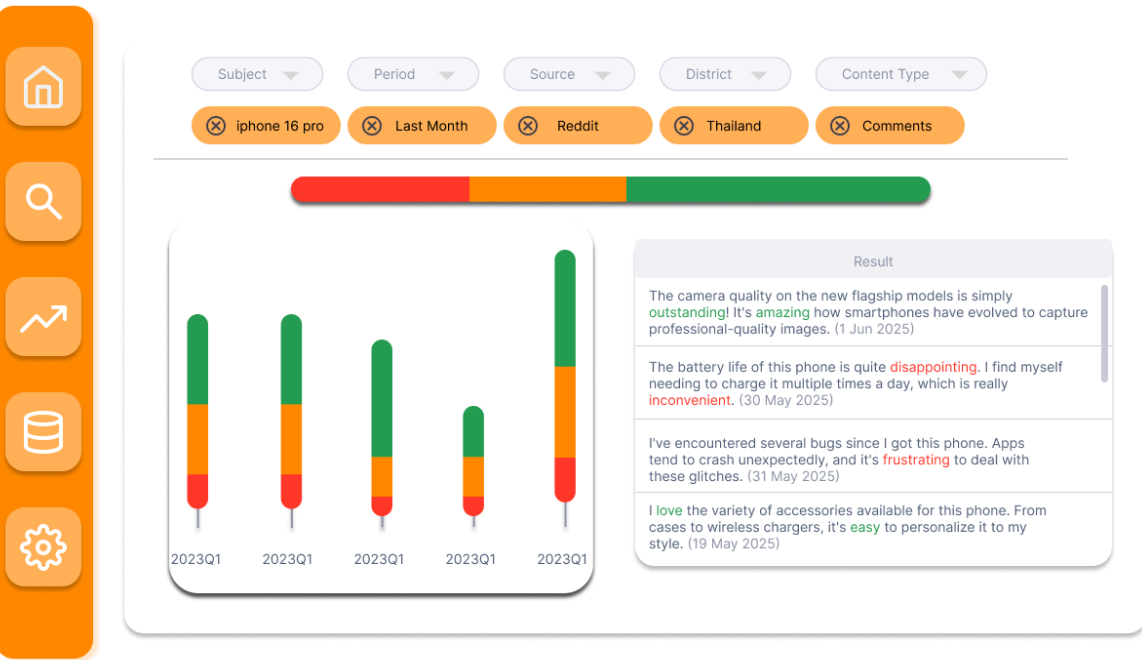 Subject Period Source District Content Type
iphone 16 pro Last Month Reddit Thailand Comments
2023Q1 2023Q1 2023Q1 2023Q1 2023Q1
Result
The camera quality on the new flagship models is simply
outstanding! It's amazing how smartphones have evolved to capture
professional-quality images. (1 Jun 2025)
The battery life of this phone is quite disappointing. I find myself
needing to charge it multiple times a day, which is really
inconvenient. (30 May 2025)
I've encountered several bugs since I got this phone. Apps
tend to crash unexpectedly, and it's frustrating to deal with
these glitches. (31 May 2025)
I love the variety of accessories available for this phone. From
cases to wireless chargers, it's easy to personalize it to my
style. (19 May 2025)